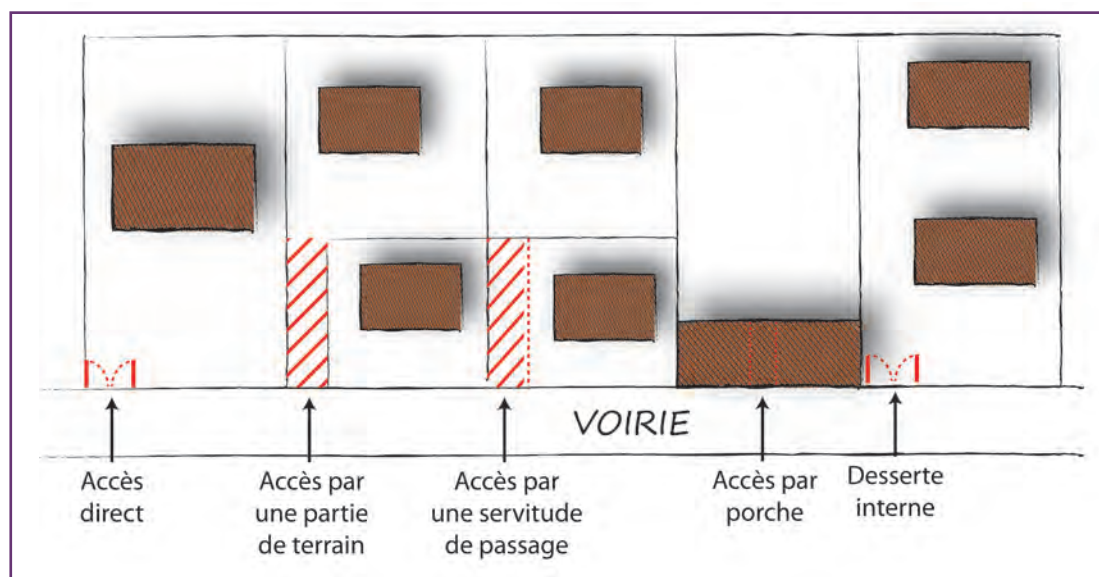 VOIRIE
Accès
direct
Accès par
une partie
de terrain
Accès par
une servitude
de passage
Accès par
porche
Desserte
interne